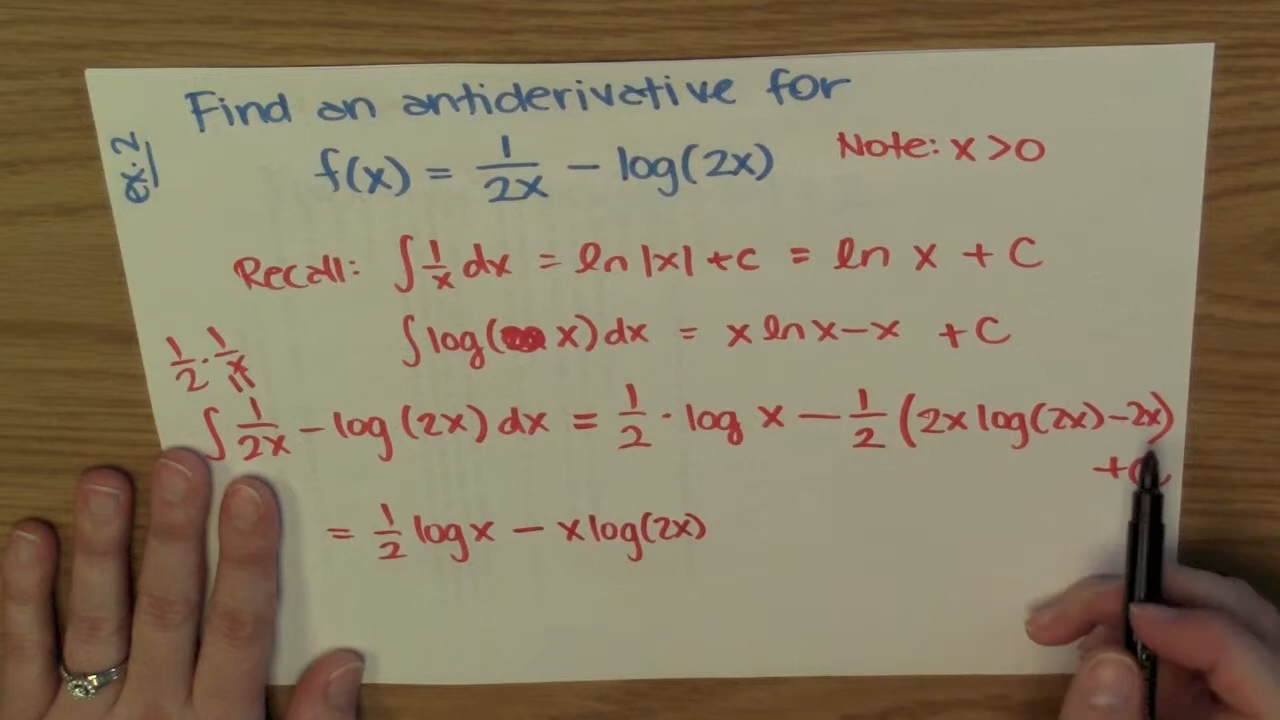 Find an antiderivative for
ex. 2
f(x) = 1/2x - log(2x) Note: x > 0
Recall: ∫ 1/x dx = ln |x| + c = ln x + C
∫ log( x) dx = x ln x - x + C
1/2 · 1/x
∫ 1/2x - log(2x) dx = 1/2 · log x - 1/2 (2x log(2x) - 2x)
+ C
= 1/2 log x - x log(2x)